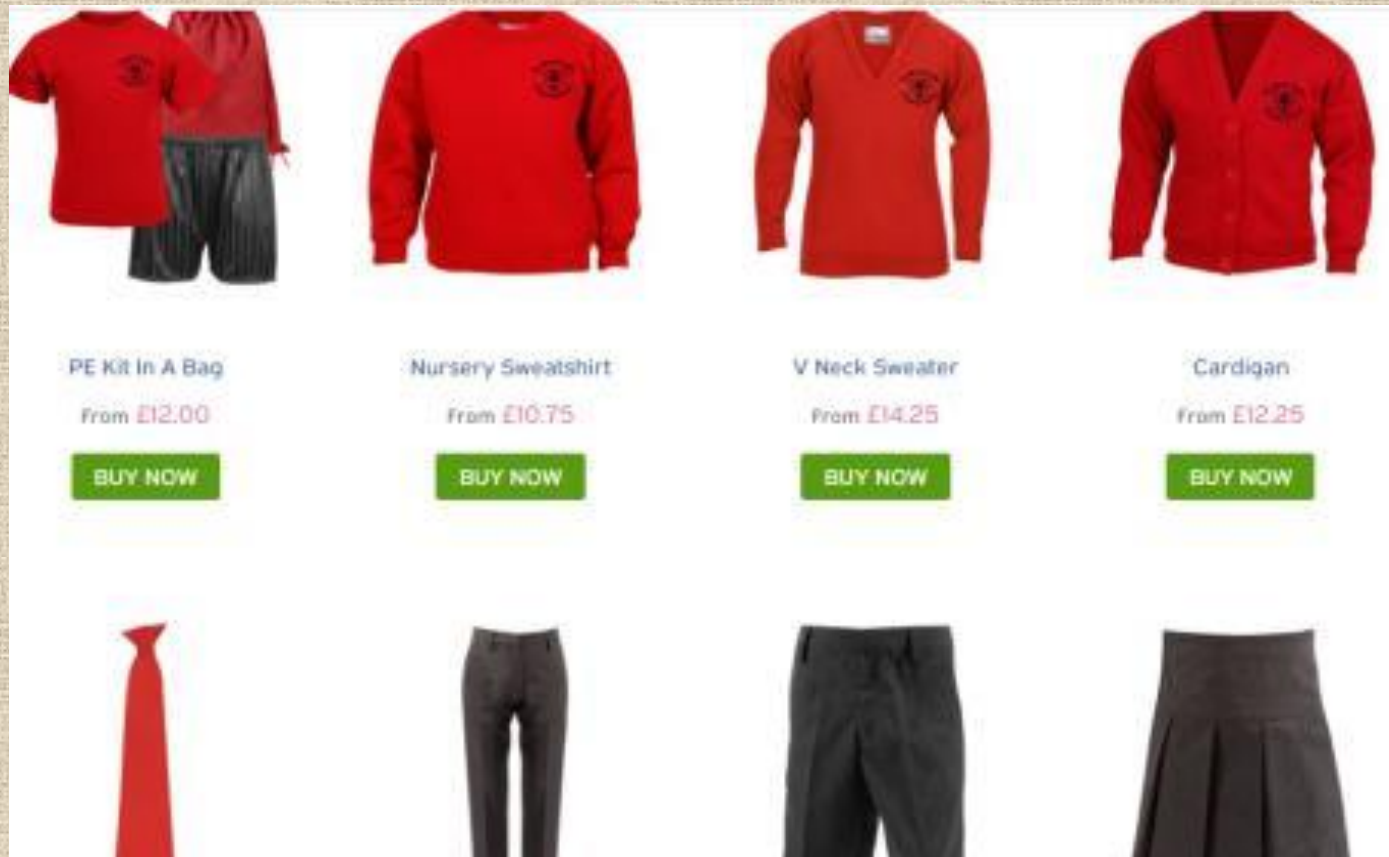 PE Kit In A Bag
Nursery Sweatshirt
V Neck Sweater
Cardigan
From £12.00
From £10.75
From £14.25
From £12.25
BUY NOW
BUY NOW
BUY NOW
BUY NOW